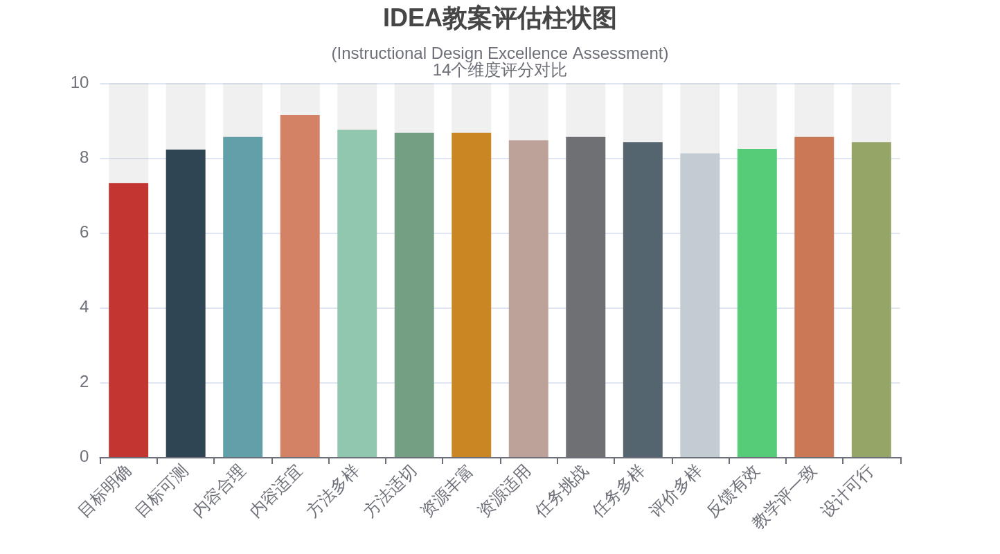 IDEA教案评估柱状图
(Instructional Design Excellence Assessment)
14个维度评分对比
10
8
6
4
2
0
目标明确
目标可测
内容合理
内容适宜
方法多样
方法适切
资源丰富
资源适用
任务挑战
任务多样
评价多样
反馈有效
教学评一致
设计可行